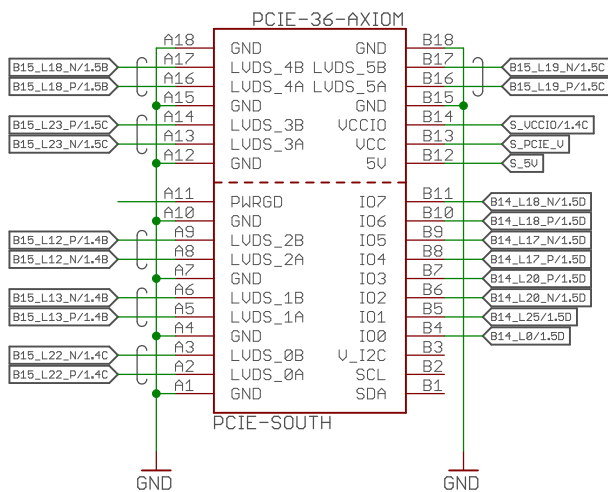 PCIE-36-AXIOM
A18 GND GND B18
B15_L18_N/1.5B A17 LVDS_4B LVDS_5B B17 B15_L19_N/1.5C
B15_L18_P/1.5B A16 LVDS_4A LVDS_5A B16 B15_L19_P/1.5C
A15 GND GND B15
B15_L23_P/1.5C A14 LVDS_3B VCCIO B14 S_VCCIO/1.4C
B15_L23_N/1.5C A13 LVDS_3A VCC B13 S_PCIE_V
A12 GND 5V B12 S_5V
A11 PWRGD IO7 B11 B14_L18_N/1.5D
A10 GND IO6 B10 B14_L18_P/1.5D
B15_L12_P/1.4B A9 LVDS_2B IO5 B9 B14_L17_N/1.5D
B15_L12_N/1.4B A8 LVDS_2A IO4 B8 B14_L17_P/1.5D
A7 GND IO3 B7 B14_L20_P/1.5D
B15_L13_N/1.4B A6 LVDS_1B IO2 B6 B14_L20_N/1.5D
B15_L13_P/1.4B A5 LVDS_1A IO1 B5 B14_L25/1.5D
A4 GND IO0 B4 B14_L0/1.5D
B15_L22_N/1.4C A3 LVDS_0B V_I2C B3
B15_L22_P/1.4C A2 LVDS_0A SCL B2
A1 GND SDA B1
PCIE-SOUTH
GND GND